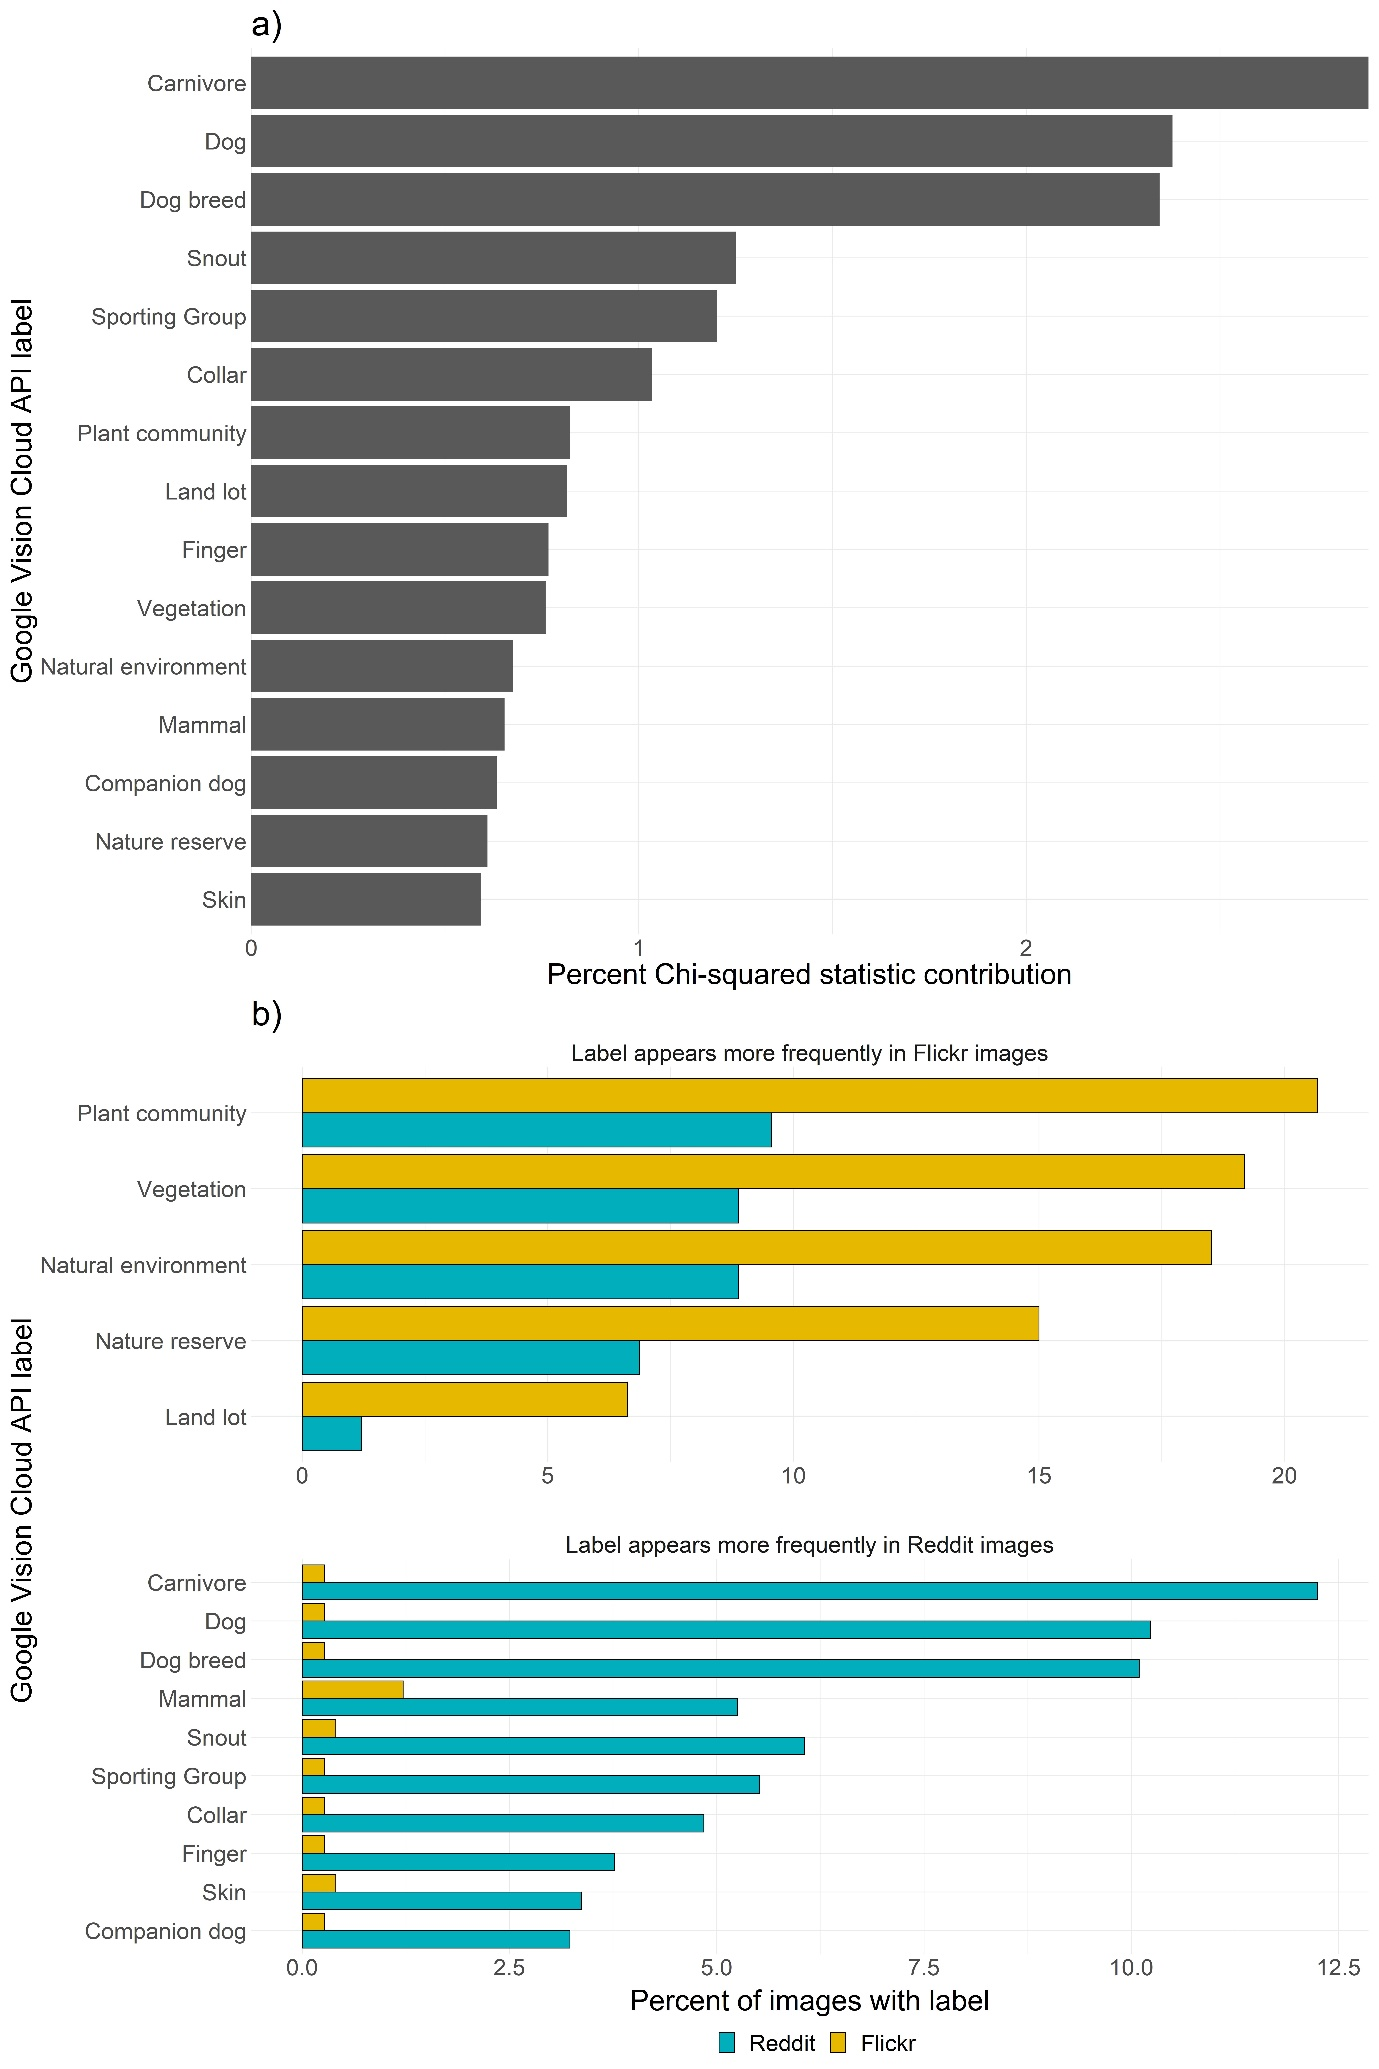 a)
Google Vision Cloud API label
Carnivore
Dog
Dog breed
Snout
Sporting Group
Collar
Plant community
Land lot
Finger
Vegetation
Natural environment
Mammal
Companion dog
Nature reserve
Skin
0 1 2
Percent Chi-squared statistic contribution
b)
Google Vision Cloud API label
Label appears more frequently in Flickr images
Plant community
Vegetation
Natural environment
Nature reserve
Land lot
0 5 10 15 20
Label appears more frequently in Reddit images
Carnivore
Dog
Dog breed
Mammal
Snout
Sporting Group
Collar
Finger
Skin
Companion dog
0.0 2.5 5.0 7.5 10.0 12.5
Percent of images with label
Reddit Flickr